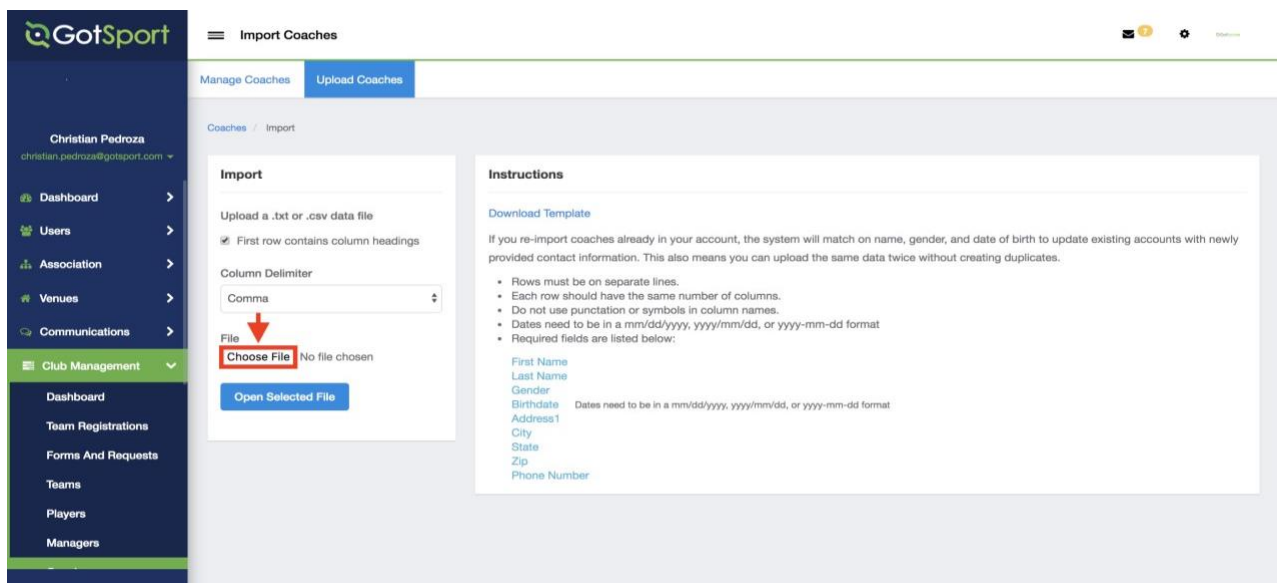 GotSport
Import Coaches
7
Manage Coaches
Upload Coaches
Christian Pedroza
christian.pedroza@gotsport.com
Dashboard
Users
Association
Venues
Communications
Club Management
Dashboard
Team Registrations
Forms And Requests
Teams
Players
Managers
Coaches / Import
Import
Upload a .txt or .csv data file
First row contains column headings
Column Delimiter
Comma
File
Choose File No file chosen
Open Selected File
Instructions
Download Template
If you re-import coaches already in your account, the system will match on name, gender, and date of birth to update existing accounts with newly
provided contact information. This also means you can upload the same data twice without creating duplicates.
• Rows must be on separate lines.
• Each row should have the same number of columns.
• Do not use punctation or symbols in column names.
• Dates need to be in a mm/dd/yyyy, yyyy/mm/dd, or yyyy-mm-dd format
• Required fields are listed below:
First Name
Last Name
Gender
Birthdate Dates need to be in a mm/dd/yyyy, yyyy/mm/dd, or yyyy-mm-dd format
Address1
City
State
Zip
Phone Number